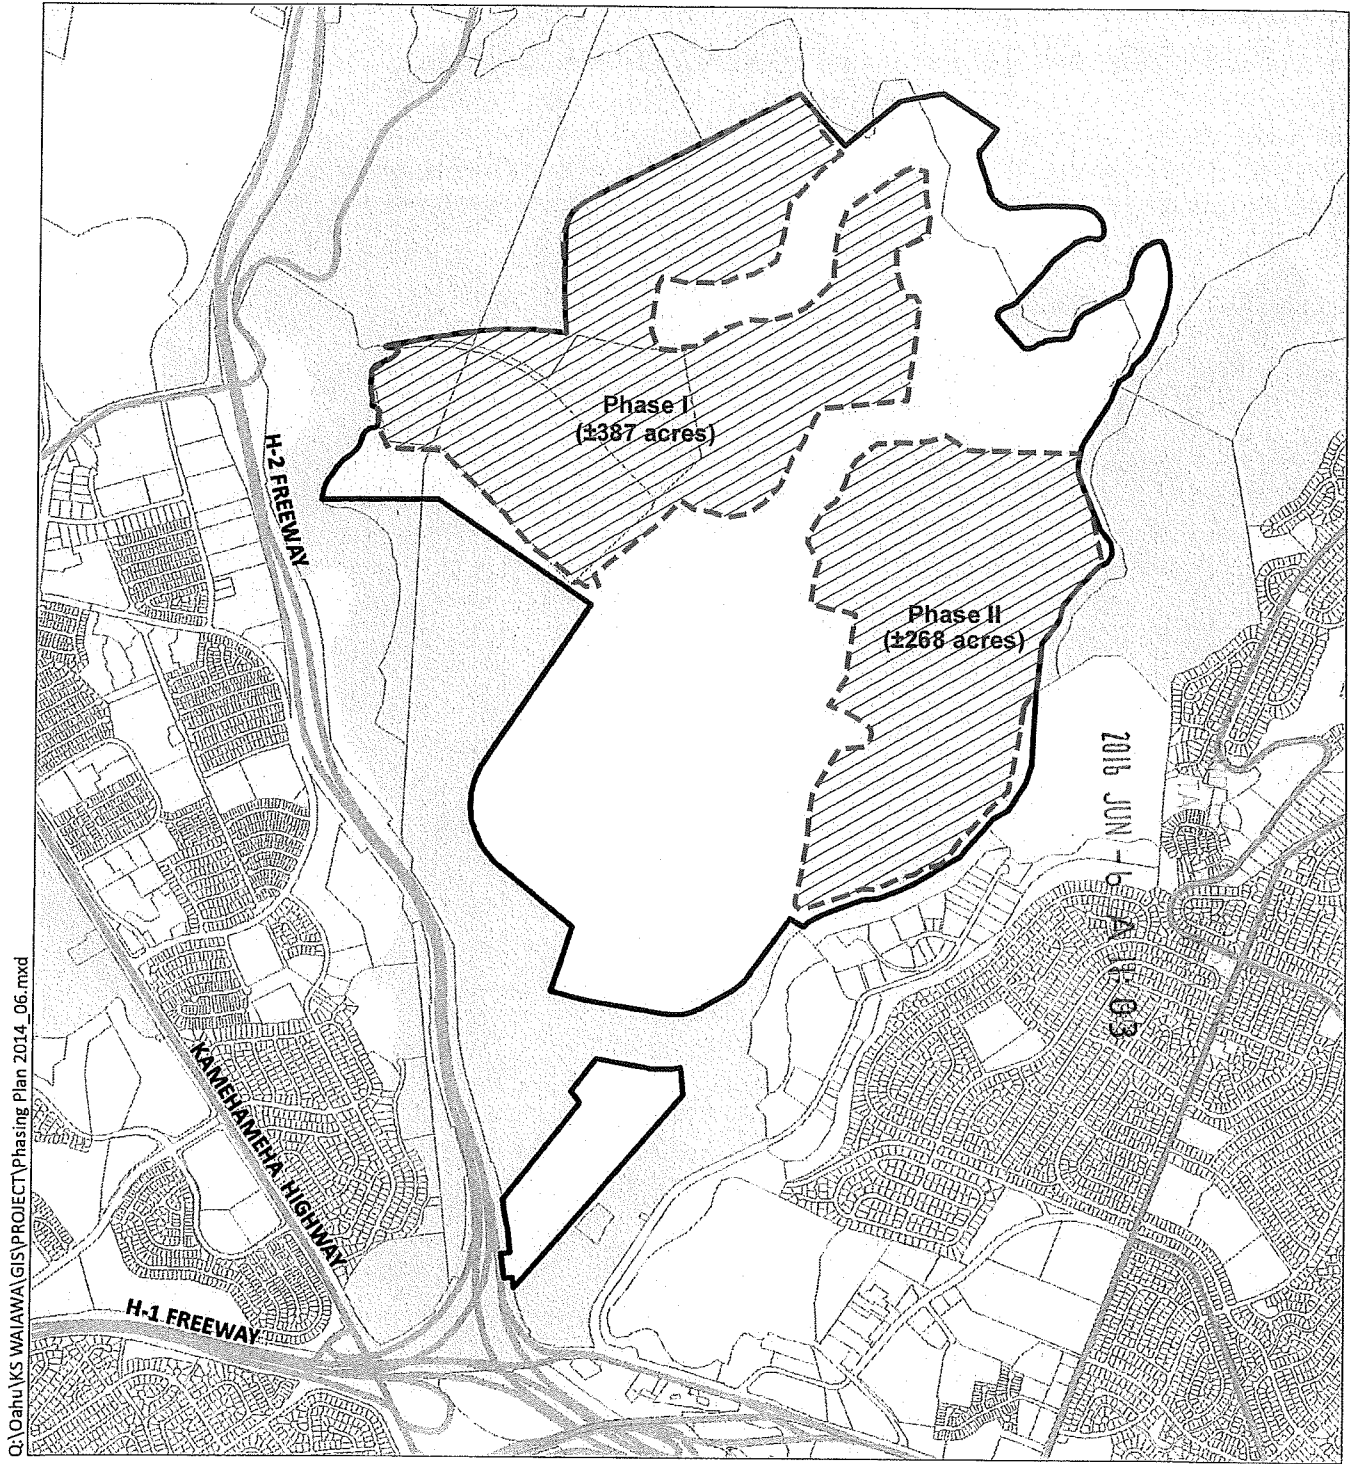 Phase I
(±387 acres)
H-2 FREEWAY
Phase II
(±268 acres)
2016 JUN -6 A 11: 03
KAMEHAMEHA HIGHWAY
H-1 FREEWAY
Q:\Oahu\KS WAIAWA\GIS\PROJECT\Phasing Plan 2014_06.mxd